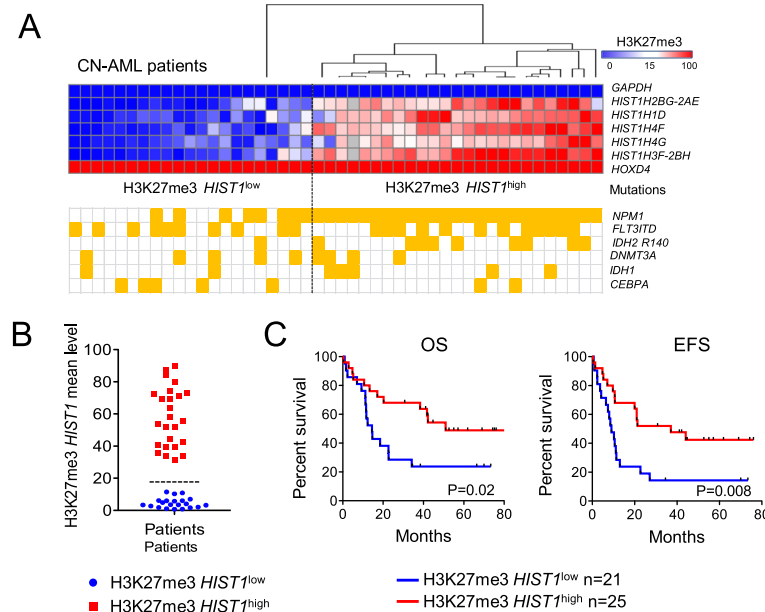 A
H3K27me3
0 15 100
CN-AML patients
GAPDH
HIST1H2BG-2AE
HIST1H1D
HIST1H4F
HIST1H4G
HIST1H3F-2BH
HOXD4
H3K27me3 HIST1low
H3K27me3 HIST1high
Mutations
NPM1
FLT3ITD
IDH2 R140
DNMT3A
IDH1
CEBPA
B
H3K27me3 HIST1 mean level
100
80
60
40
20
0
Patients
Patients
H3K27me3 HIST1low
H3K27me3 HIST1high
C
OS
Percent survival
100
80
60
40
20
0
P=0.02
0 20 40 60 80
Months
EFS
Percent survival
100
80
60
40
20
0
P=0.008
0 20 40 60 80
Months
H3K27me3 HIST1low n=21
H3K27me3 HIST1high n=25